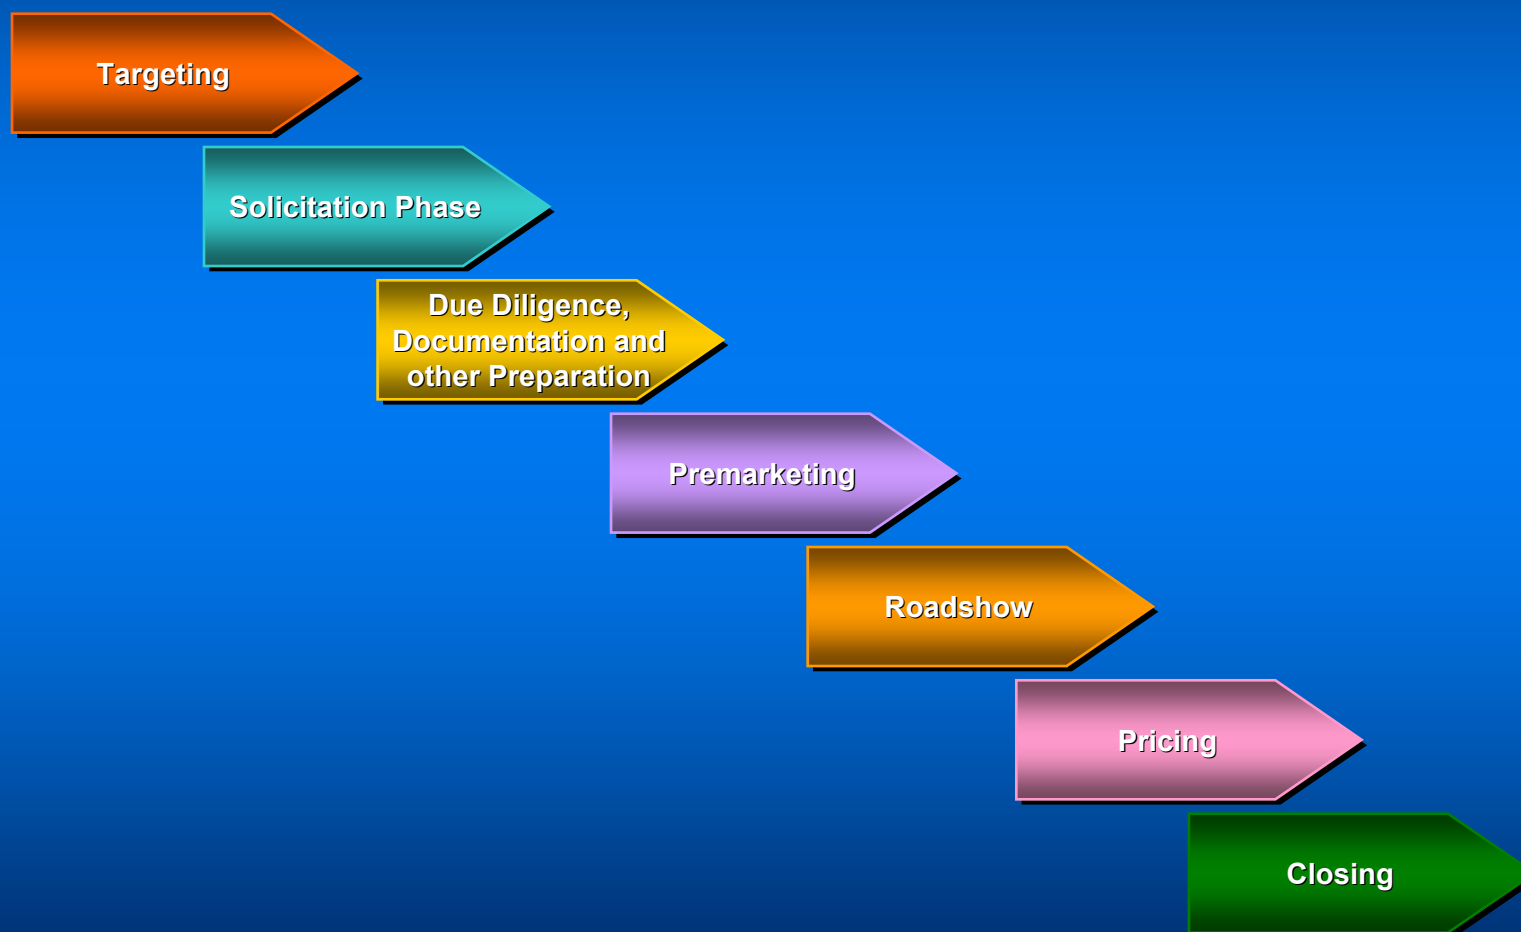 Targeting
Solicitation Phase
Due Diligence,
Documentation and
other Preparation
Premarketing
Roadshow
Pricing
Closing